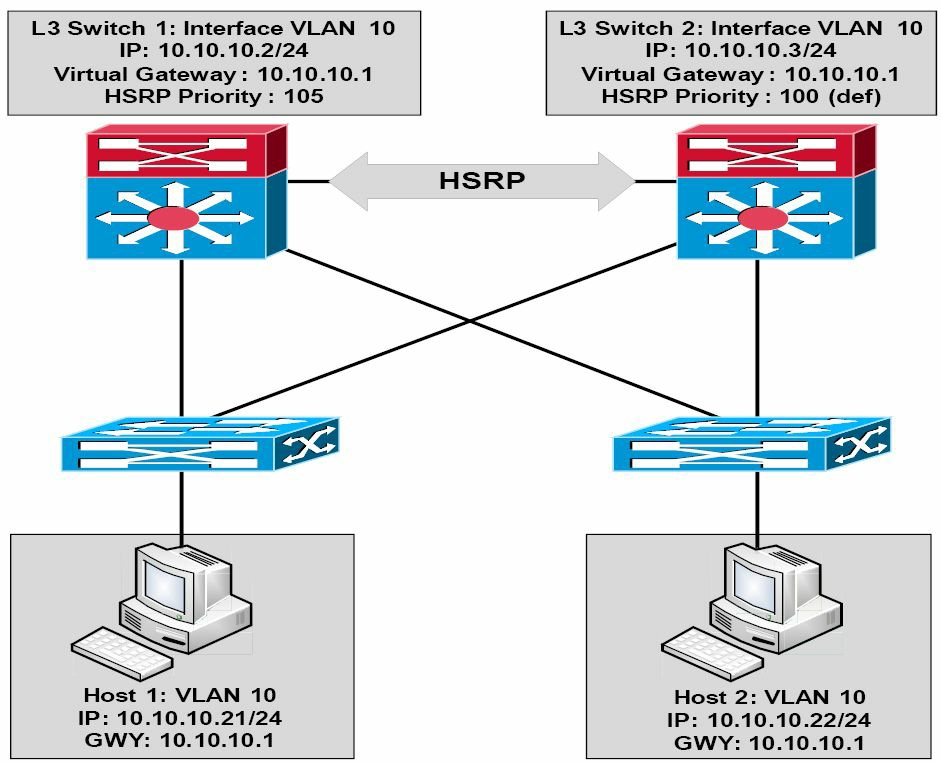 L3 Switch 1: Interface VLAN 10
IP: 10.10.10.2/24
Virtual Gateway : 10.10.10.1
HSRP Priority : 105
L3 Switch 2: Interface VLAN 10
IP: 10.10.10.3/24
Virtual Gateway : 10.10.10.1
HSRP Priority : 100 (def)
HSRP
Host 1: VLAN 10
IP: 10.10.10.21/24
GWY: 10.10.10.1
Host 2: VLAN 10
IP: 10.10.10.22/24
GWY: 10.10.10.1